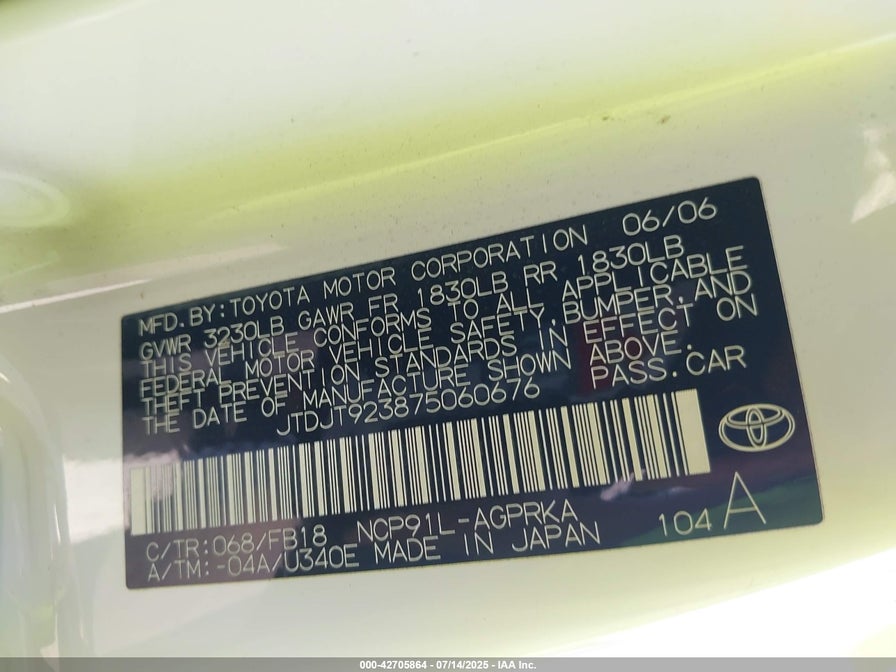 MFD.BY:TOYOTA MOTOR CORPORATION 06/06
GVWR 3230LB GAWR FR 1830LB RR 1830LB
THIS VEHICLE CONFORMS TO ALL APPLICABLE
FEDERAL MOTOR VEHICLE SAFETY,BUMPER,AND
THEFT PREVENTION STANDARDS IN EFFECT ON
THE DATE OF MANUFACTURE SHOWN ABOVE.
JTDJT923875060676 PASS.CAR
C/TR:068/FB18 NCP91L-AGPRKA
A/TM:-04A/U340E MADE IN JAPAN 104 A
000-42705864 - 07/14/2025 - IAA Inc.